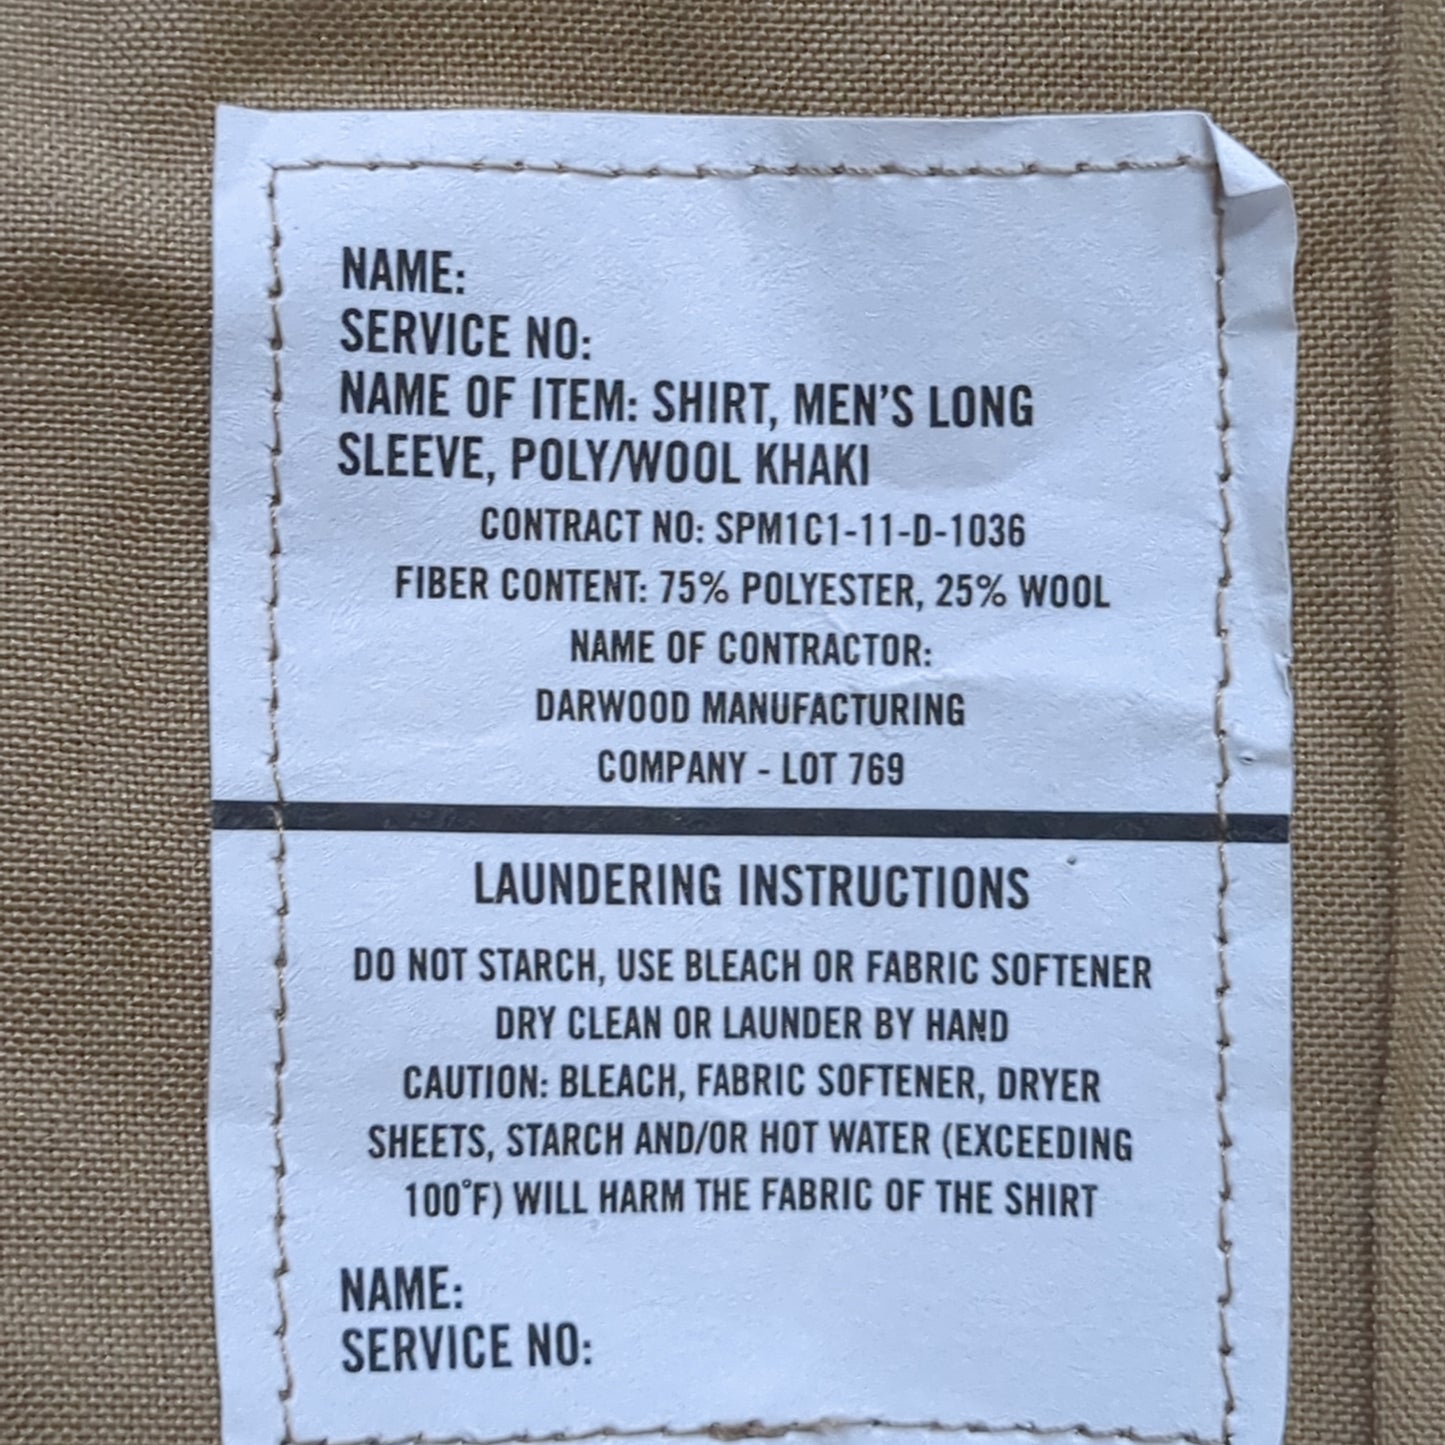 NAME:
SERVICE NO:
NAME OF ITEM: SHIRT, MEN'S LONG
SLEEVE, POLY/WOOL KHAKI
CONTRACT NO: SPM1C1-11-D-1036
FIBER CONTENT: 75% POLYESTER, 25% WOOL
NAME OF CONTRACTOR:
DARWOOD MANUFACTURING
COMPANY - LOT 769
LAUNDERING INSTRUCTIONS
DO NOT STARCH, USE BLEACH OR FABRIC SOFTENER
DRY CLEAN OR LAUNDER BY HAND
CAUTION: BLEACH, FABRIC SOFTENER, DRYER
SHEETS, STARCH AND/OR HOT WATER (EXCEEDING
100°F) WILL HARM THE FABRIC OF THE SHIRT
NAME:
SERVICE NO: